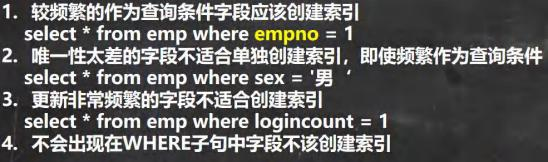 1. 较频繁的作为查询条件字段应该创建索引
select * from emp where empno = 1
2. 唯一性太差的字段不适合单独创建索引，即使频繁作为查询条件
select * from emp where sex = '男 ‘
3. 更新非常频繁的字段不适合创建索引
select * from emp where logincount = 1
4. 不会出现在WHERE子句中字段不该创建索引